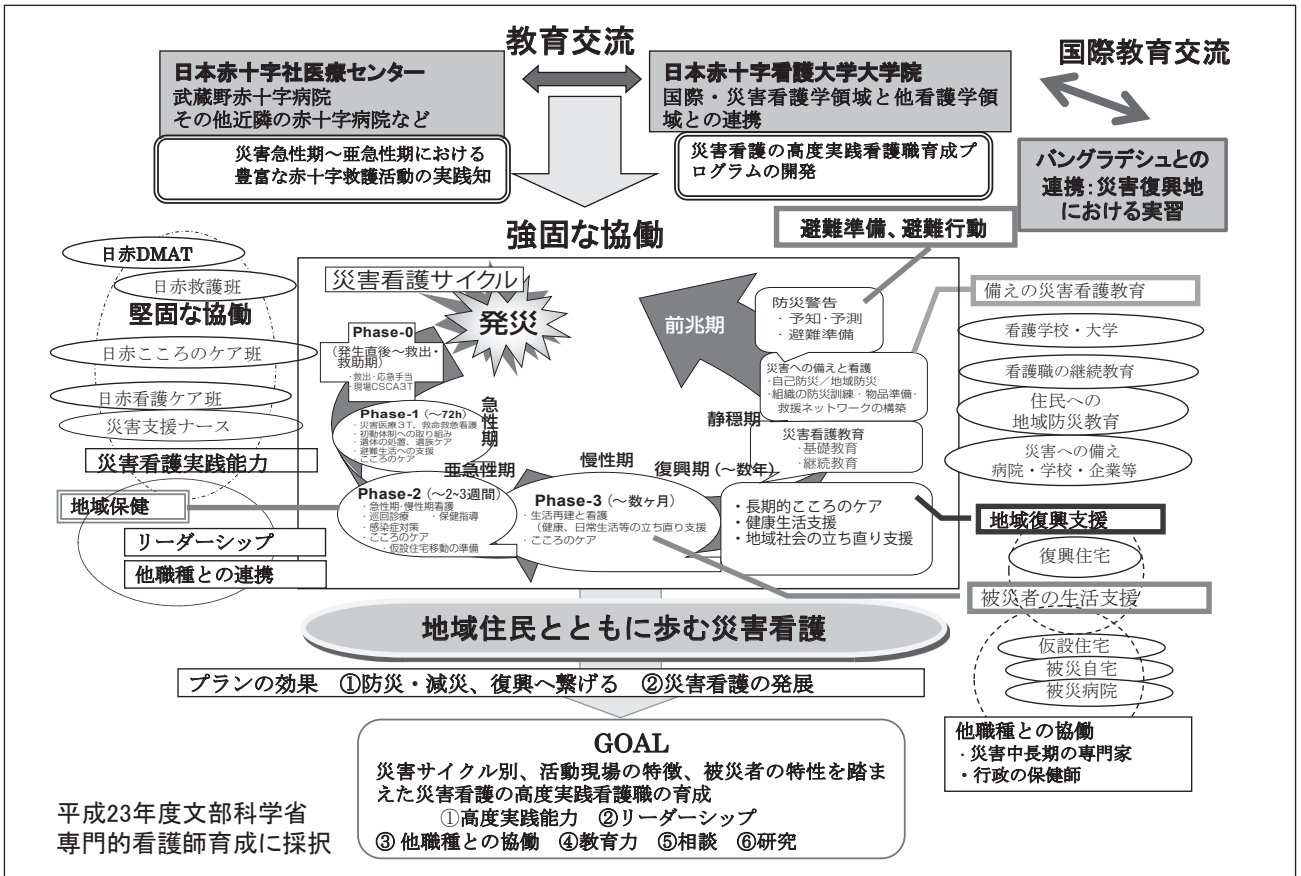 教育交流
国際教育交流
日本赤十字社医療センター
武蔵野赤十字病院
その他近隣の赤十字病院など
災害急性期～亜急性期における
豊富な赤十字救護活動の実践知
日本赤十字看護大学大学院
国際・災害看護学領域と他看護学領
域との連携
災害看護の高度実践看護職育成プ
ログラムの開発
バングラデシュとの
連携：災害復興地
における実習
強固な協働
避難準備、避難行動
日赤DMAT
日赤救護班
堅固な協働
日赤こころのケア班
日赤看護ケア班
災害支援ナース
災害看護実践能力
地域保健
リーダーシップ
他職種との連携
災害看護サイクル
発災
Phase-0
（発生直後～救出・
救助期）
・救出・応急手当
・現場CSCA3T
急性期
Phase-1（～72h）
・災害医療3T、救命救急看護
・初動体制への取り組み
・遺体の処置、遺族ケア
・避難生活への支援
・こころのケア
亜急性期
Phase-2（～2~3週間）
・急性期・慢性期看護
・巡回診療　・保健指導
・感染症対策
・こころのケア
・仮設住宅移動の準備
慢性期
Phase-3（～数ヶ月）
・生活再建と看護
（健康、日常生活等の立ち直り支援
・こころのケア
復興期（～数年）
・長期的こころのケア
・健康生活支援
・地域社会の立ち直り支援
静穏期
災害看護教育
・基礎教育
・継続教育
災害への備えと看護
・自己防災／地域防災
・組織の防災訓練・物品準備・
救援ネットワークの構築
前兆期
防災警告
・予知・予測
・避難準備
備えの災害看護教育
看護学校・大学
看護職の継続教育
住民への
地域防災教育
災害への備え
病院・学校・企業等
地域復興支援
復興住宅
被災者の生活支援
仮設住宅
被災自宅
被災病院
他職種との協働
・災害中長期の専門家
・行政の保健師
地域住民とともに歩む災害看護
プランの効果　①防災・減災、復興へ繋げる　②災害看護の発展
GOAL
災害サイクル別、活動現場の特徴、被災者の特性を踏ま
えた災害看護の高度実践看護職の育成
①高度実践能力　②リーダーシップ
③ 他職種との協働　④教育力　⑤相談　⑥研究
平成23年度文部科学省
専門的看護師育成に採択